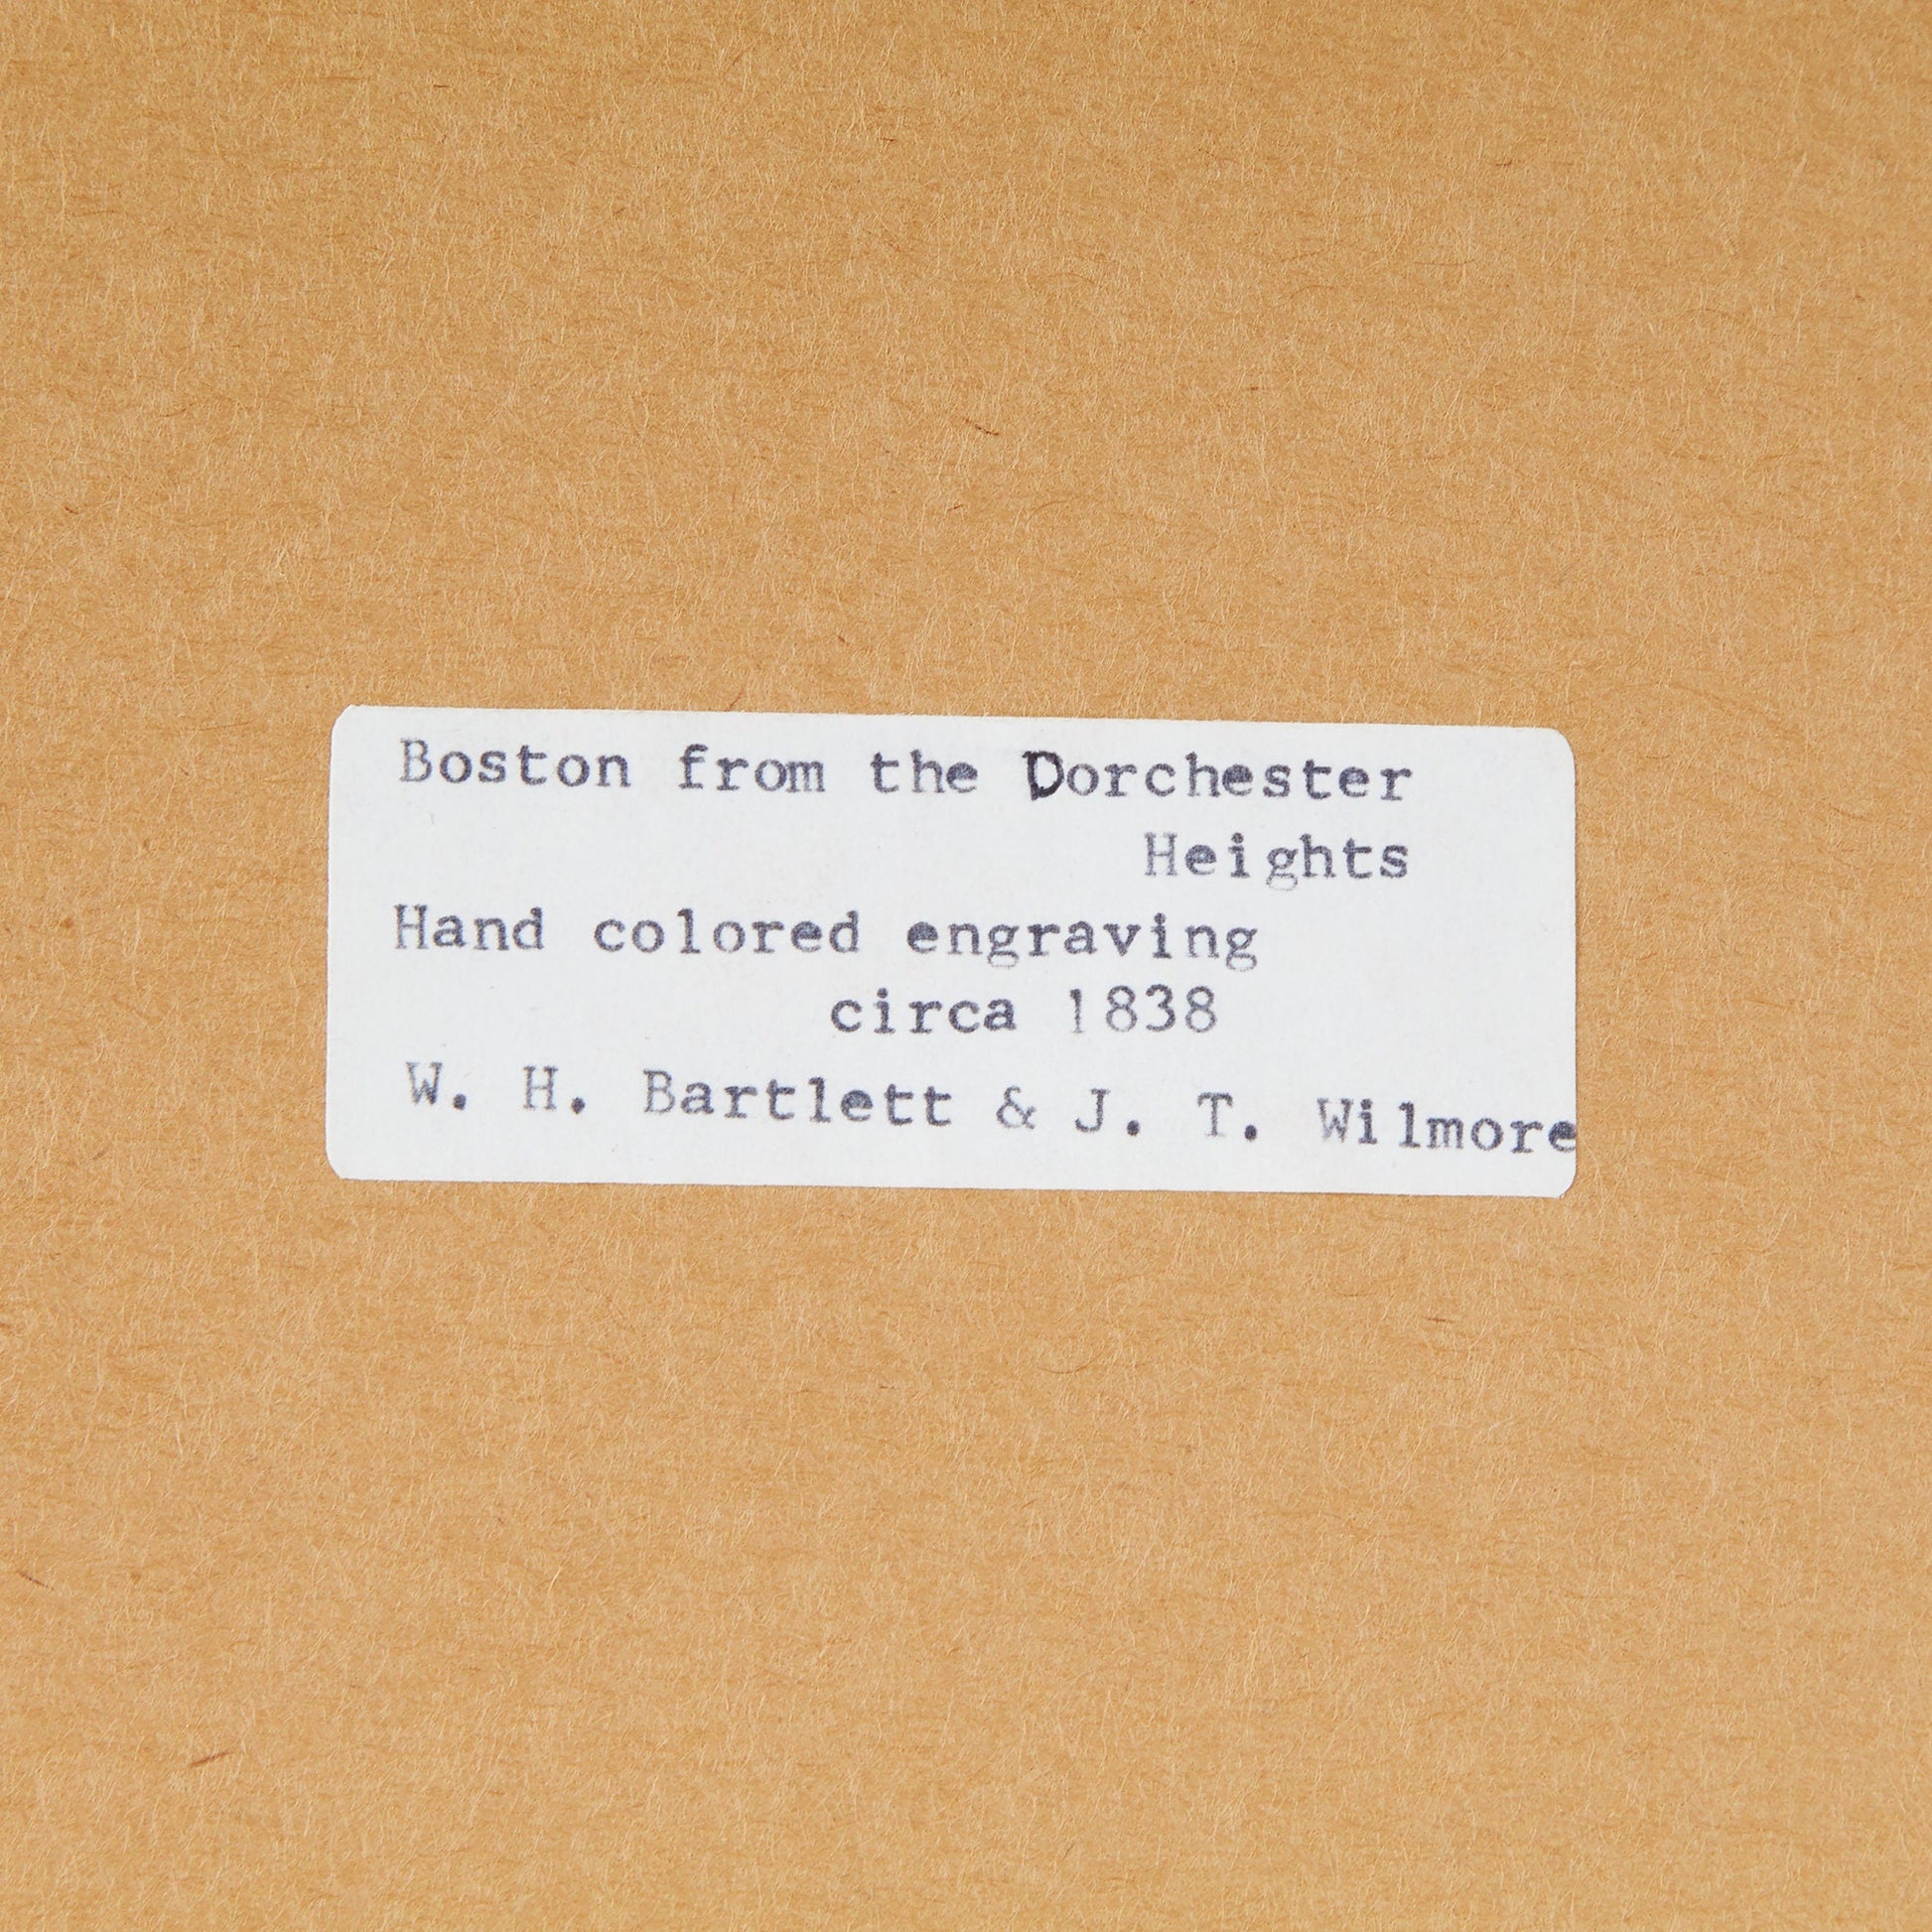 Boston from the Dorchester
Heights
Hand colored engraving
circa 1838
W. H. Bartlett & J. T. Wilmore